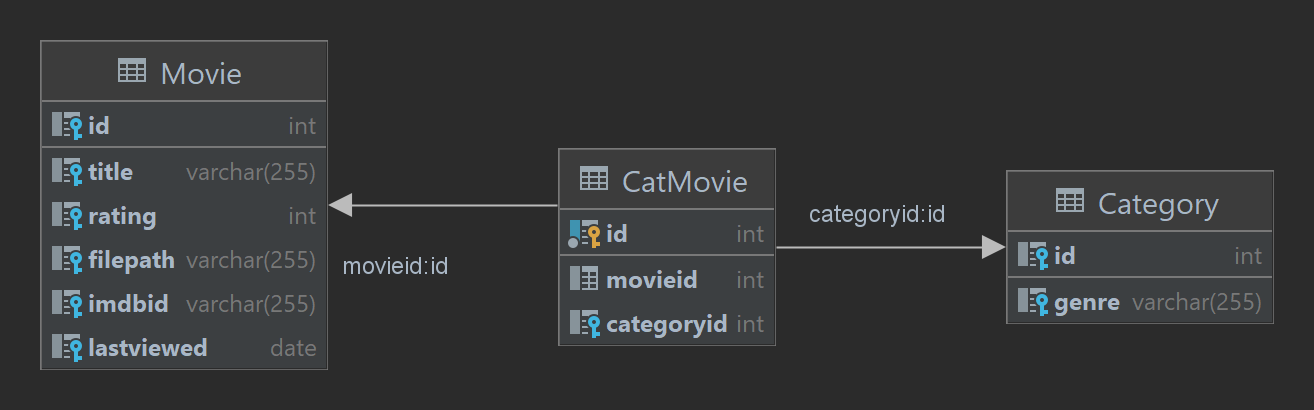 Movie
id int
title varchar(255)
rating int
filepath varchar(255)
imdbid varchar(255)
lastviewed date
movieid:id
CatMovie
id int
movieid int
categoryid int
categoryid:id
Category
id int
genre varchar(255)